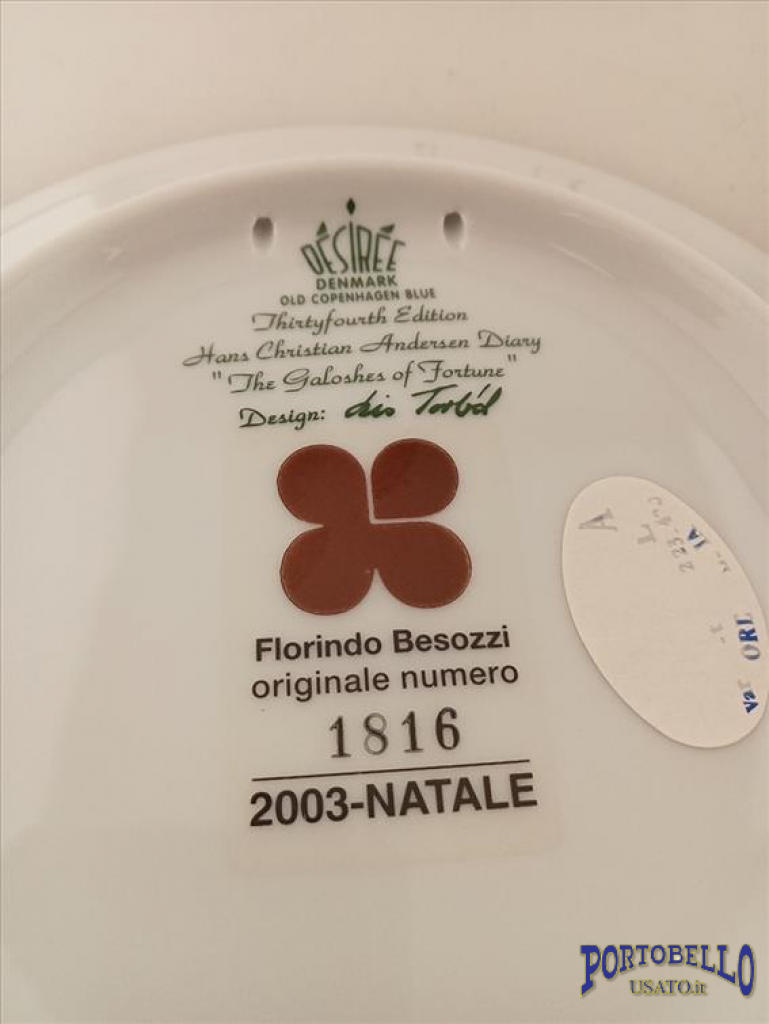 DÉSIRÉE
DENMARK
OLD COPENHAGEN BLUE
Thirtyfourth Edition
Hans Christian Andersen Diary
"The Galoshes of Fortune"
Design:
Florindo Besozzi
originale numero
1816
2003-NATALE
A
L
ORL
PORTOBELLO
USATO.it